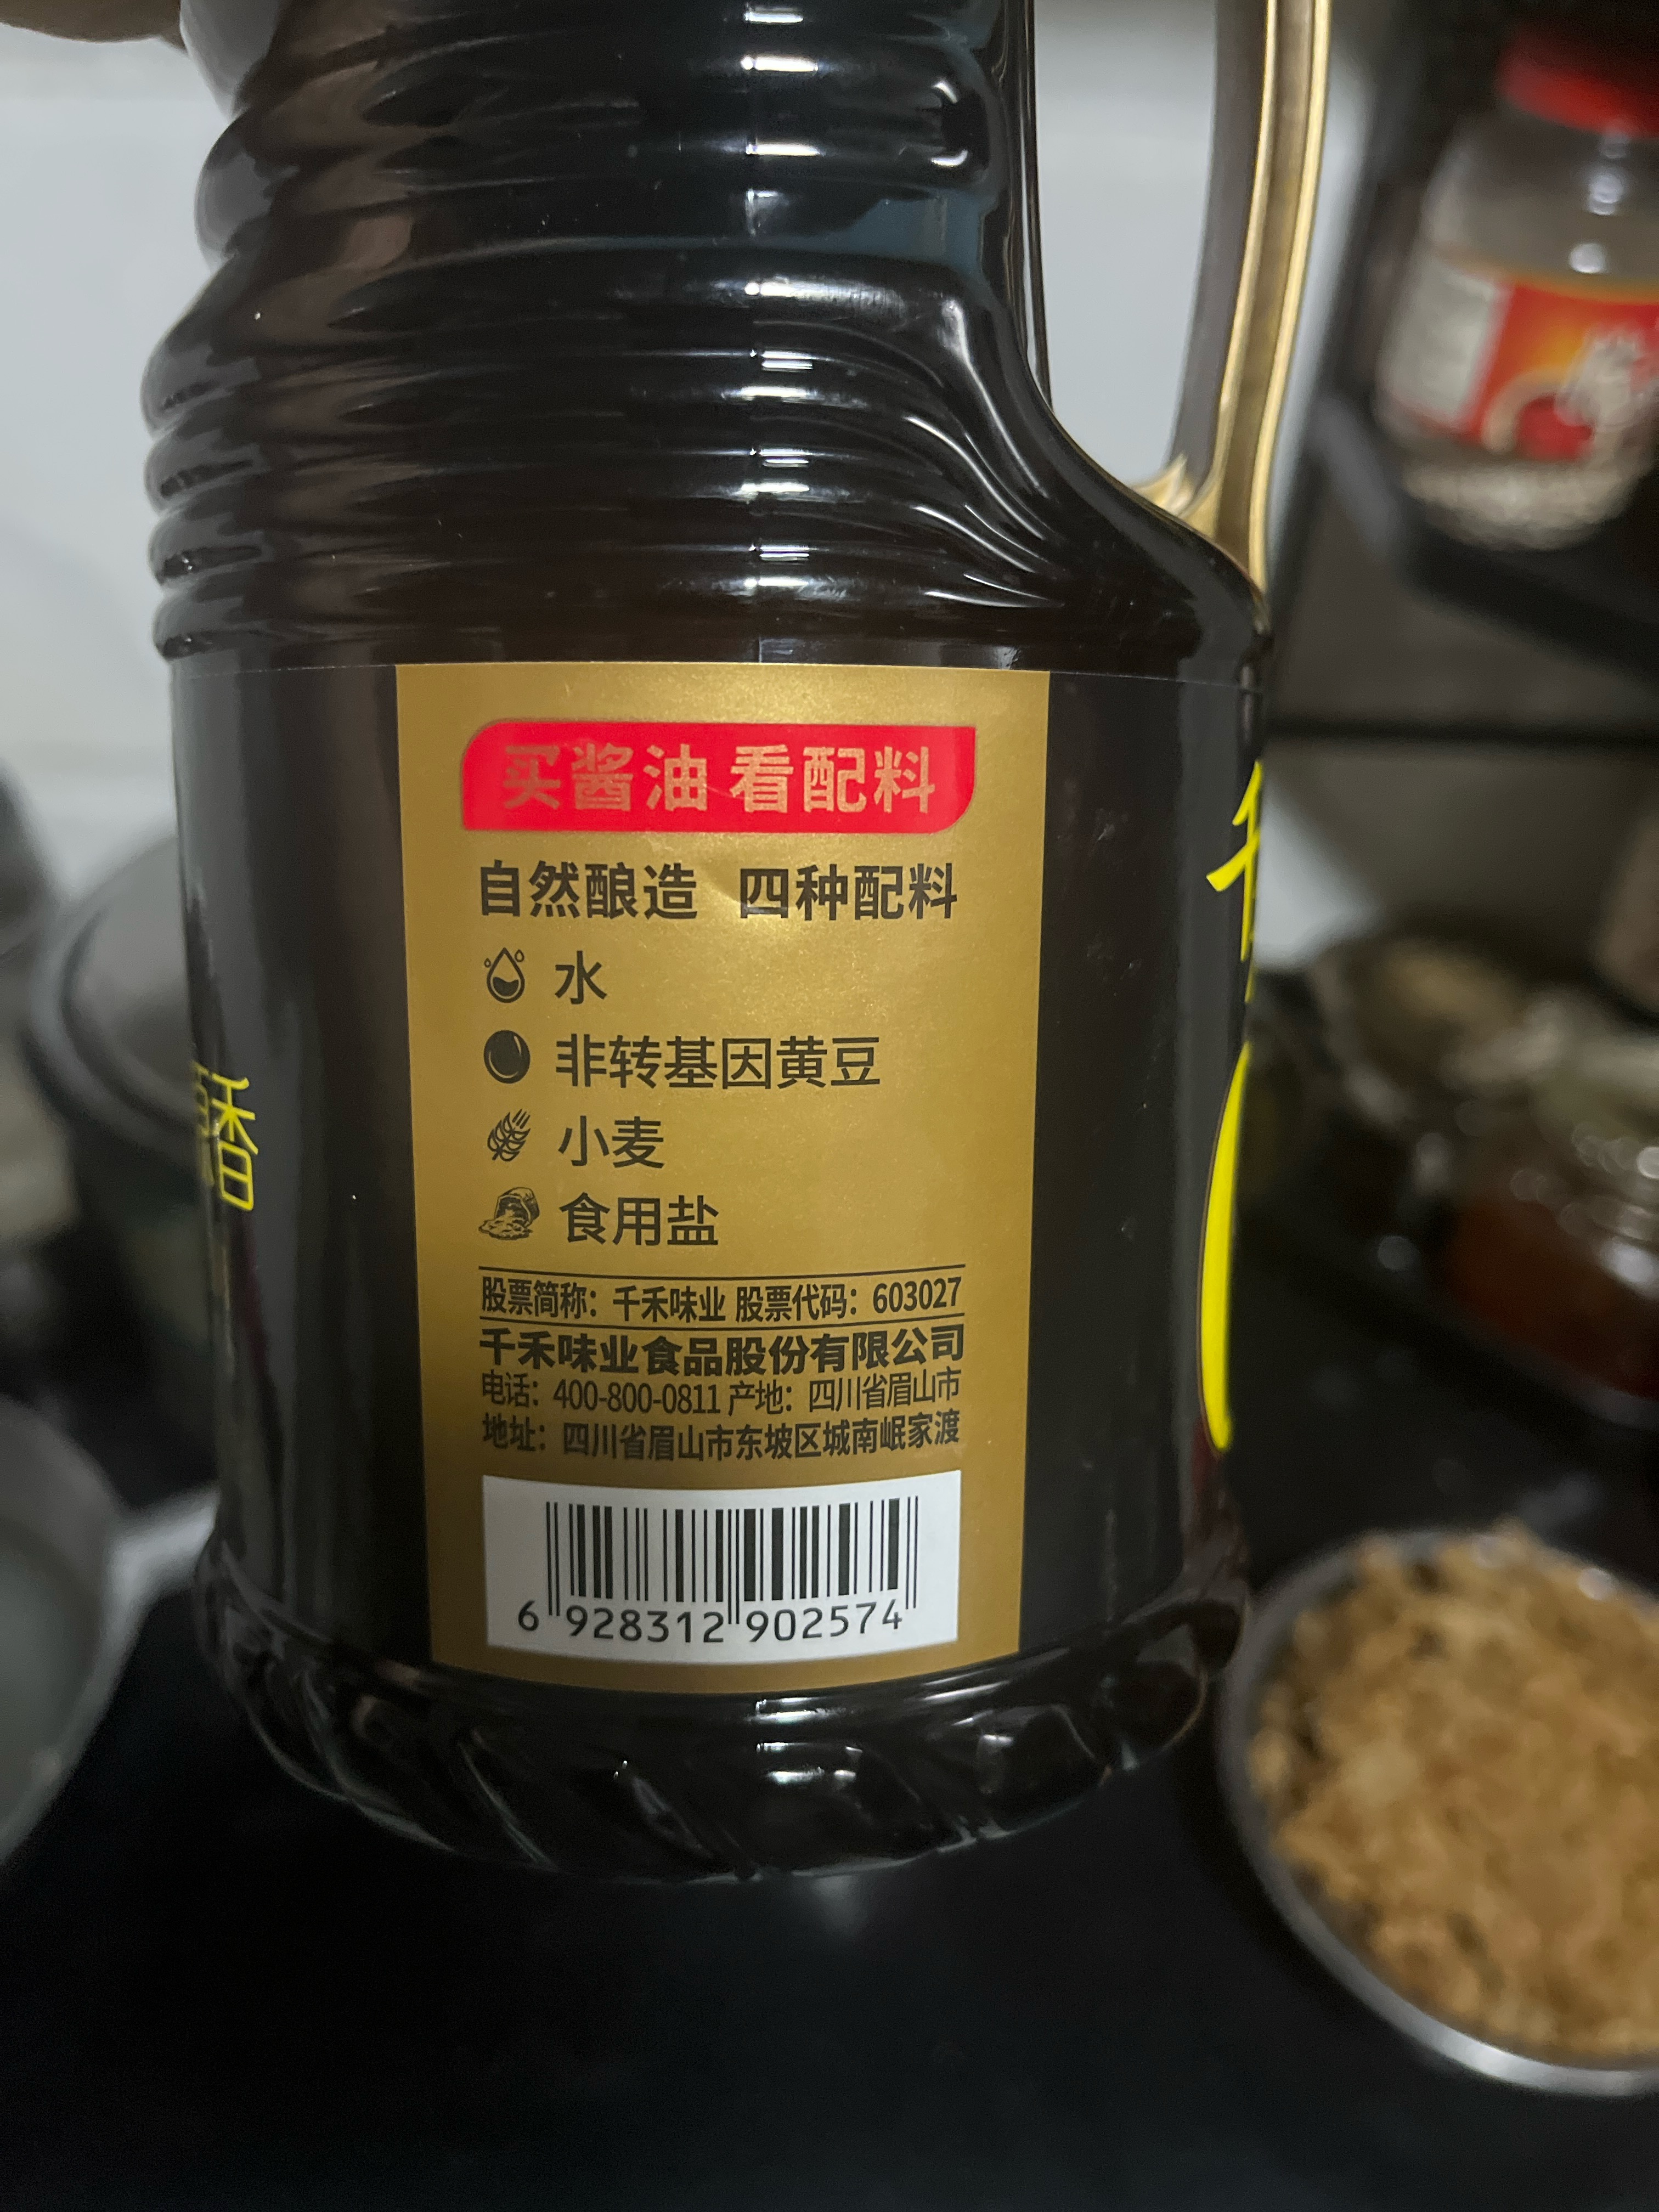 买酱油 看配料
自然酿造 四种配料
水
非转基因黄豆
小麦
食用盐
股票简称：千禾味业 股票代码：603027
千禾味业食品股份有限公司
电话：400-800-0811 产地：四川省眉山市
地址：四川省眉山市东坡区城南岷家渡
6 928312 902574
香